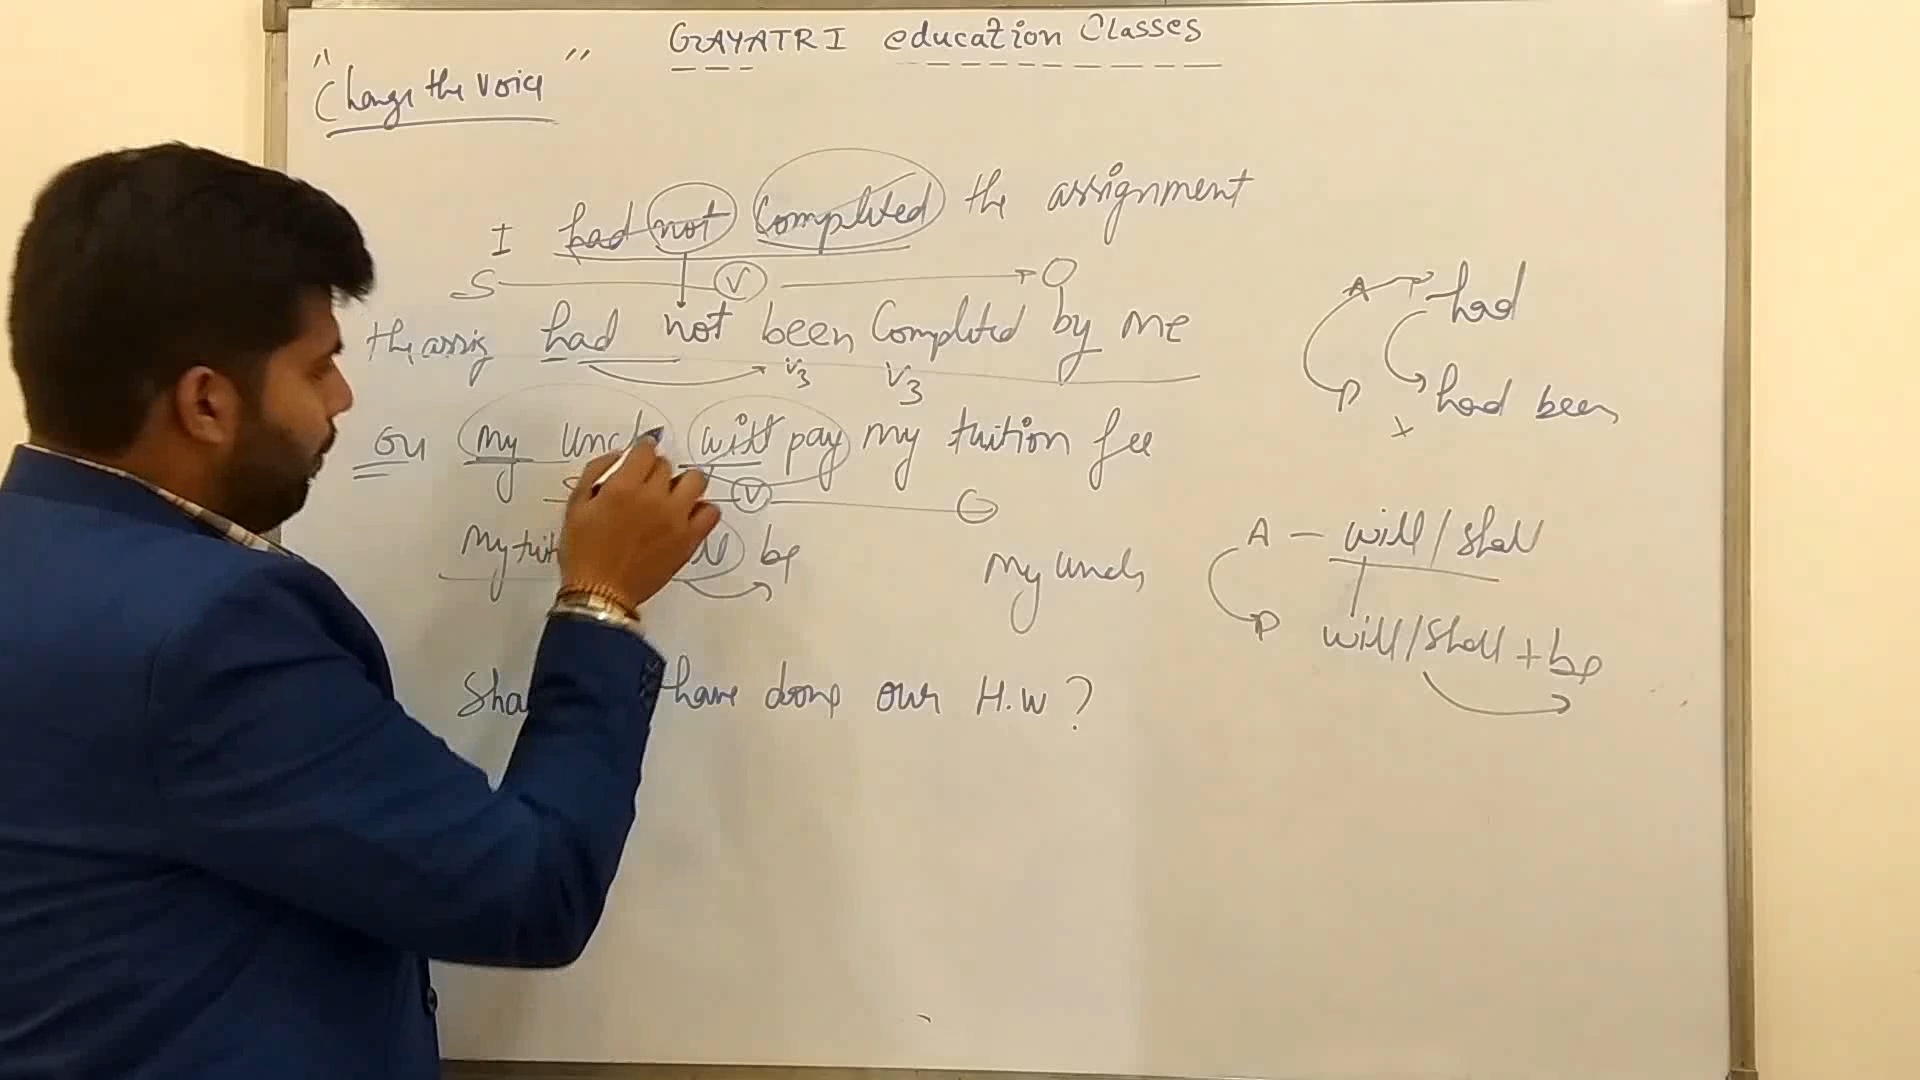 GAYATRI education Classes
"Change the Voice"
I had not Completed the assignment
S V O
the assig had not been Completed by me
V3 V3
my uncle will pay my tuition fee
V O
my be my uncle
have done our H.W?
A P had
P had been
A - will/shall
P will/shall + be